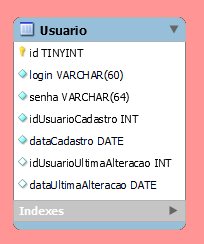 Usuario
id TINYINT
login VARCHAR(60)
senha VARCHAR(64)
idUsuarioCadastro INT
dataCadastro DATE
idUsuarioUltimaAlteracao INT
dataUltimaAlteracao DATE
Indexes